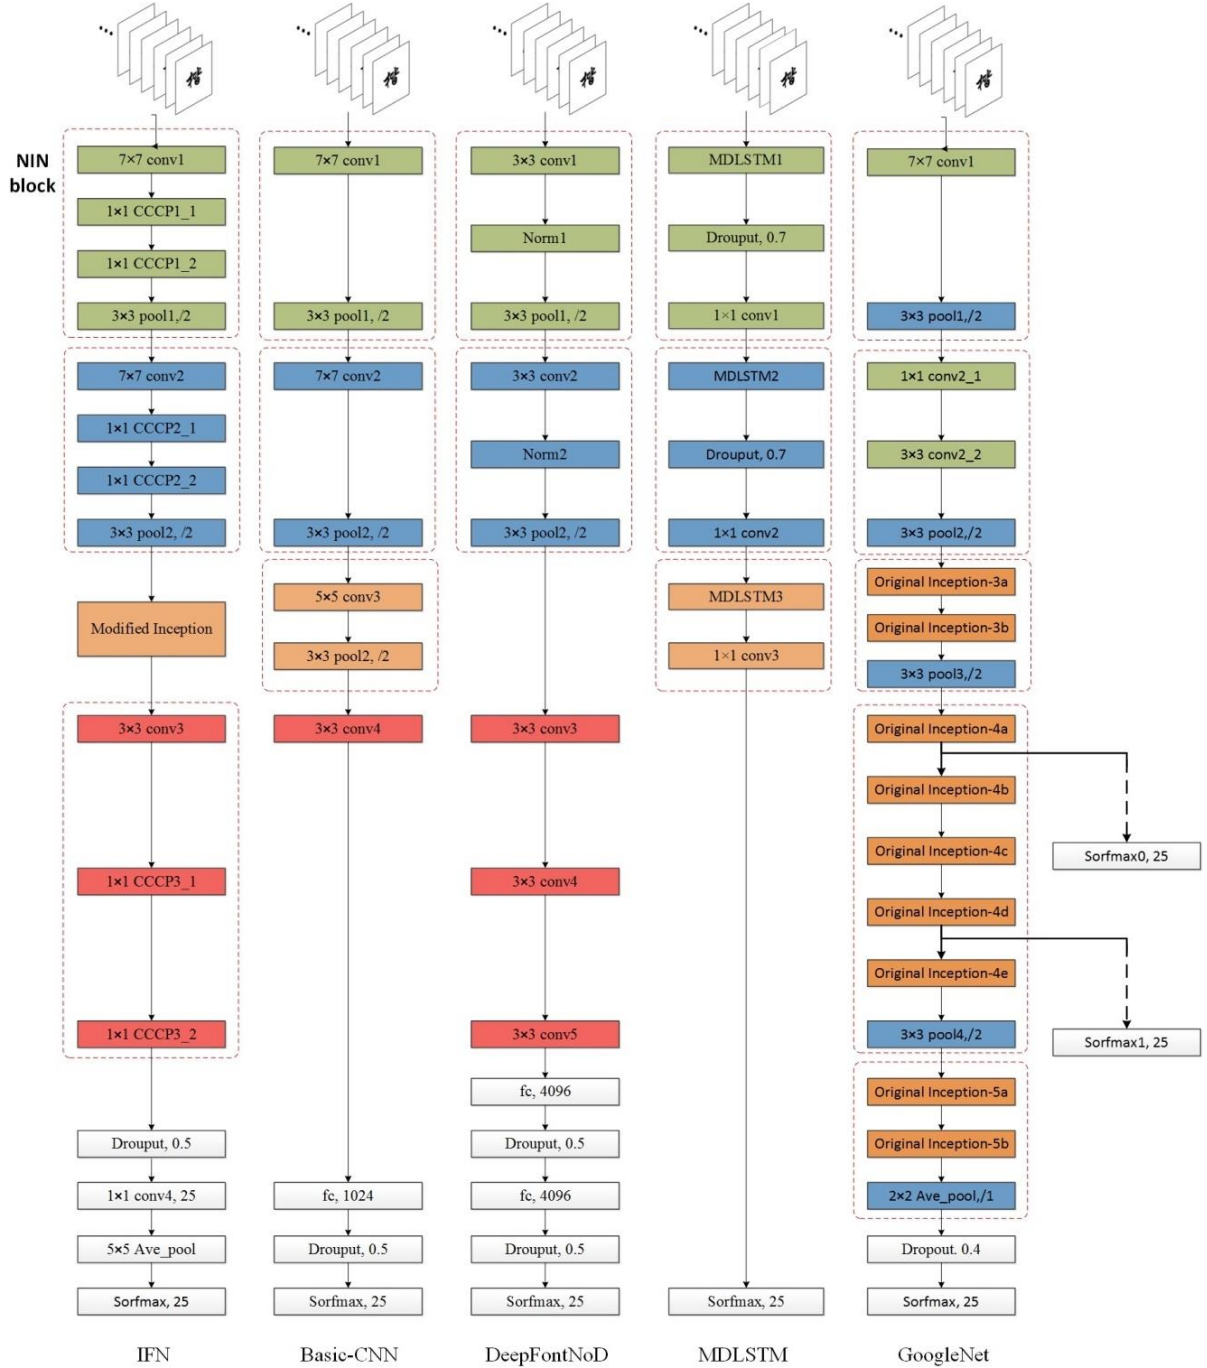 NIN
block
7×7 conv1
1×1 CCCP1_1
1×1 CCCP1_2
3×3 pool1,/2
7×7 conv2
1×1 CCCP2_1
1×1 CCCP2_2
3×3 pool2, /2
Modified Inception
3×3 conv3
1×1 CCCP3_1
1×1 CCCP3_2
Drouput, 0.5
1×1 conv4, 25
5×5 Ave_pool
Sorfmax, 25
IFN
7×7 conv1
3×3 pool1, /2
7×7 conv2
3×3 pool2, /2
5×5 conv3
3×3 pool2, /2
3×3 conv4
fc, 1024
Drouput, 0.5
Sorfmax, 25
Basic-CNN
3×3 conv1
Norm1
3×3 pool1, /2
3×3 conv2
Norm2
3×3 pool2, /2
3×3 conv3
3×3 conv4
3×3 conv5
fc, 4096
Drouput, 0.5
fc, 4096
Drouput, 0.5
Sorfmax, 25
DeepFontNoD
MDLSTM1
Drouput, 0.7
1×1 conv1
MDLSTM2
Drouput, 0.7
1×1 conv2
MDLSTM3
1×1 conv3
Sorfmax, 25
MDLSTM
7×7 conv1
3×3 pool1,/2
1×1 conv2_1
3×3 conv2_2
3×3 pool2,/2
Original Inception-3a
Original Inception-3b
3×3 pool3,/2
Original Inception-4a
Original Inception-4b
Original Inception-4c
Sorfmax0, 25
Original Inception-4d
Original Inception-4e
3×3 pool4,/2
Sorfmax1, 25
Original Inception-5a
Original Inception-5b
2×2 Ave_pool,/1
Dropout. 0.4
Sorfmax, 25
GoogleNet